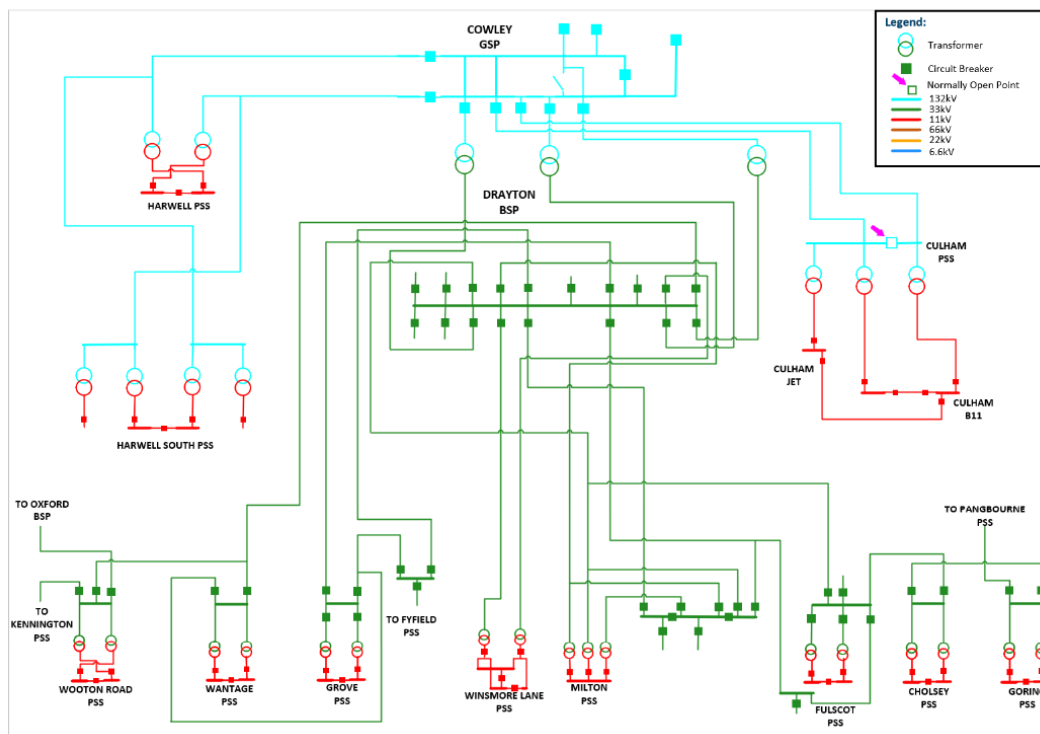 COWLEY
GSP
Legend:
Transformer
Circuit Breaker
Normally Open Point
132kV
33kV
11kV
66kV
22kV
6.6kV
HARWELL PSS
DRAYTON
BSP
CULHAM
PSS
CULHAM
JET
CULHAM
B11
HARWELL SOUTH PSS
TO OXFORD
BSP
TO PANGBOURNE
PSS
TO
KENNINGTON
PSS
TO FYFIELD
PSS
WOOTON ROAD
PSS
WANTAGE
PSS
GROVE
PSS
WINSMORE LANE
PSS
MILTON
PSS
FULSCOT
PSS
CHOLSEY
PSS
GORING
PSS